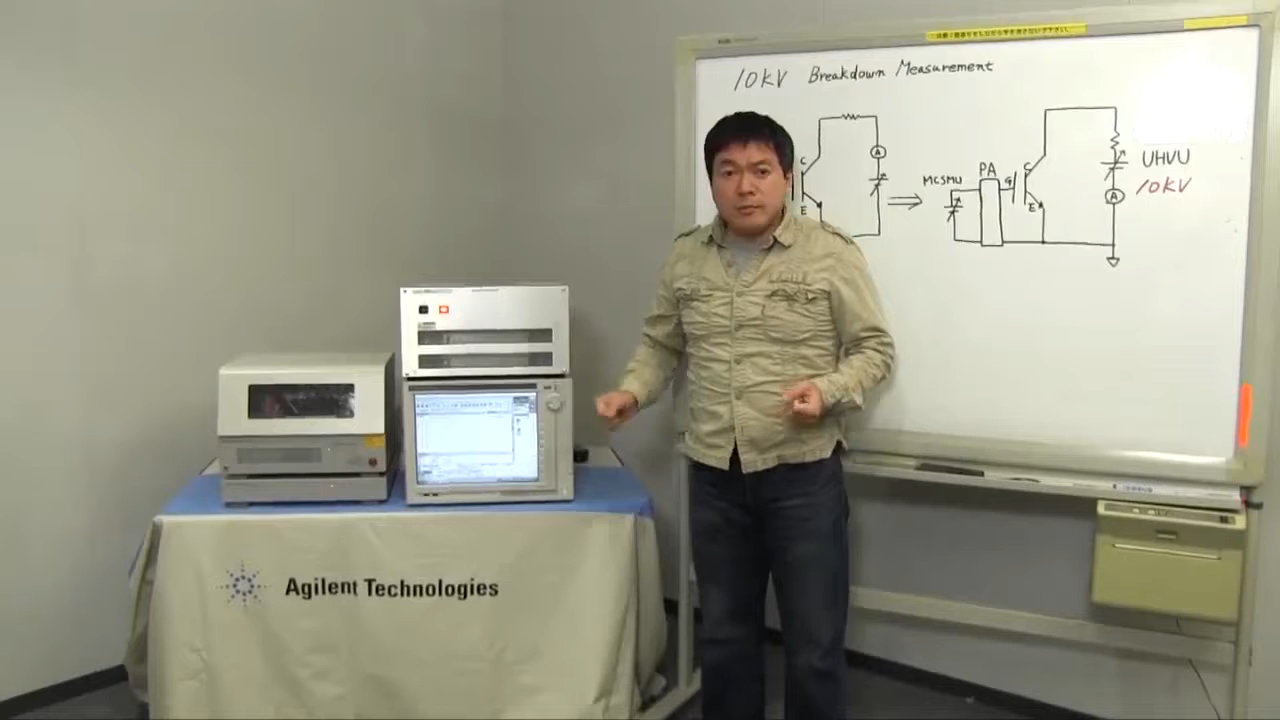 10kV Breakdown Measurement
C
E
A
MCSMU
PA
G
C
E
A
UHVU
10kV
Agilent Technologies